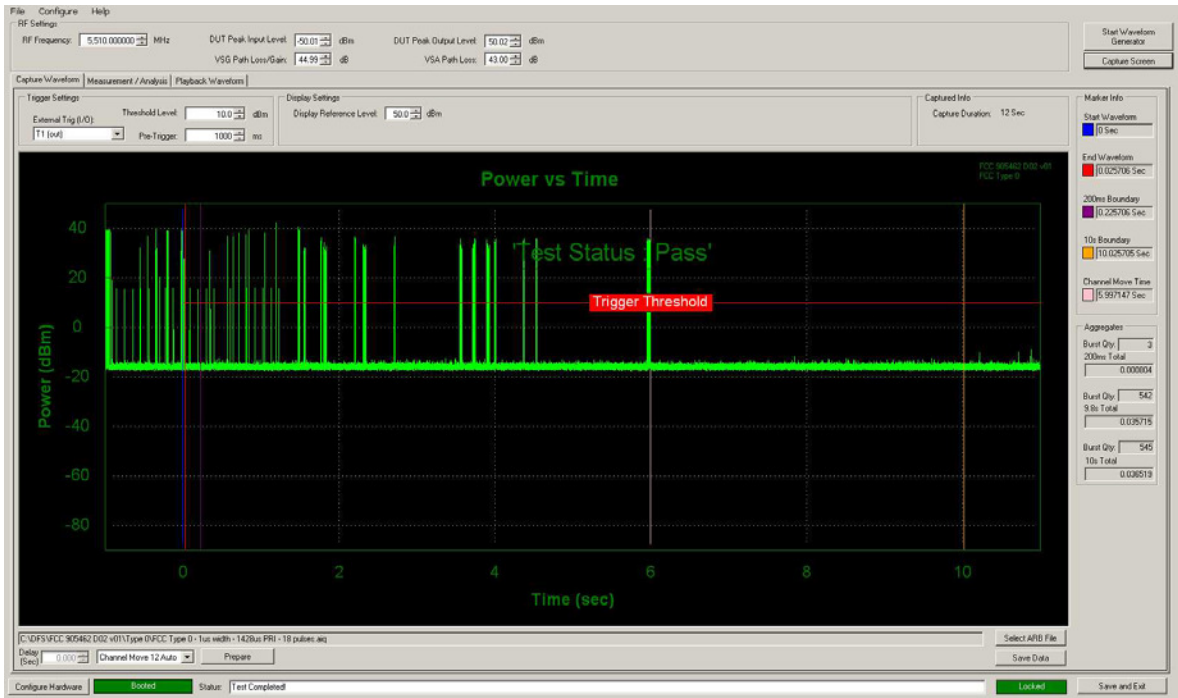 File Configure Help
RF Settings
RF Frequency: 5,510.000000 MHz DUT Peak Input Level: -50.01 dBm DUT Peak Output Level: 50.02 dBm
VSG Path Loss/Gain: 44.99 dB VSA Path Loss: 43.00 dB
Start Waveform Generator
Capture Screen
Capture Waveform Measurement / Analysis Playback Waveform
Trigger Settings
Threshold Level: 10.0 dBm
External Trig (I/O):
T1 (out) Pre-Trigger: 1000 ms
Display Settings
Display Reference Level: 50.0 dBm
Captured Info
Capture Duration: 12 Sec
Marker Info
Start Waveform
0 Sec
End Waveform
0.025706 Sec
200ms Boundary
0.225706 Sec
10s Boundary
10.025705 Sec
Channel Move Time
5.997147 Sec
Aggregates
Burst Qty: 3
200ms Total
0.000804
Burst Qty: 542
9.8s Total
0.035715
Burst Qty: 545
10s Total
0.036519
Power vs Time
FCC 905462 D02 v01
FCC Type 0
'Test Status : Pass'
Trigger Threshold
Power (dBm)
40
20
0
-20
-40
-60
-80
0 2 4 6 8 10
Time (sec)
C:\DFS\FCC 905462 D02 v01\Type 0\FCC Type 0 - 1us width - 1428us PRI - 18 pulses.aiq
Select ARB File
Delay (Sec) 0.000 Channel Move 12 Auto Prepare
Save Data
Configure Hardware Booted Status: Test Completed! Locked Save and Exit